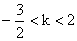 -3/2 < k < 2